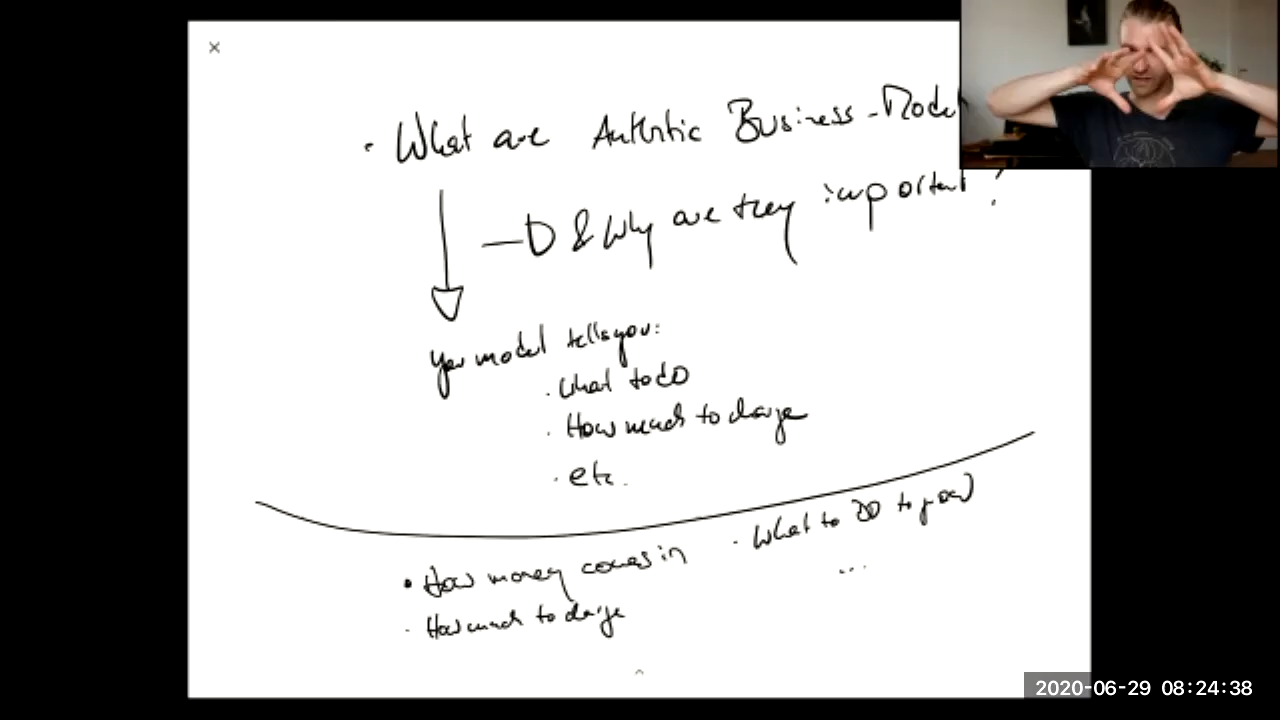 • What are Authntic Business-Model
→ & Why are they important?
Your model tells you:
. What to do
. How much to charge
. etc.
• How money comes in
. What to DO to grow
...
. How much to charge
2020-06-29 08:24:38